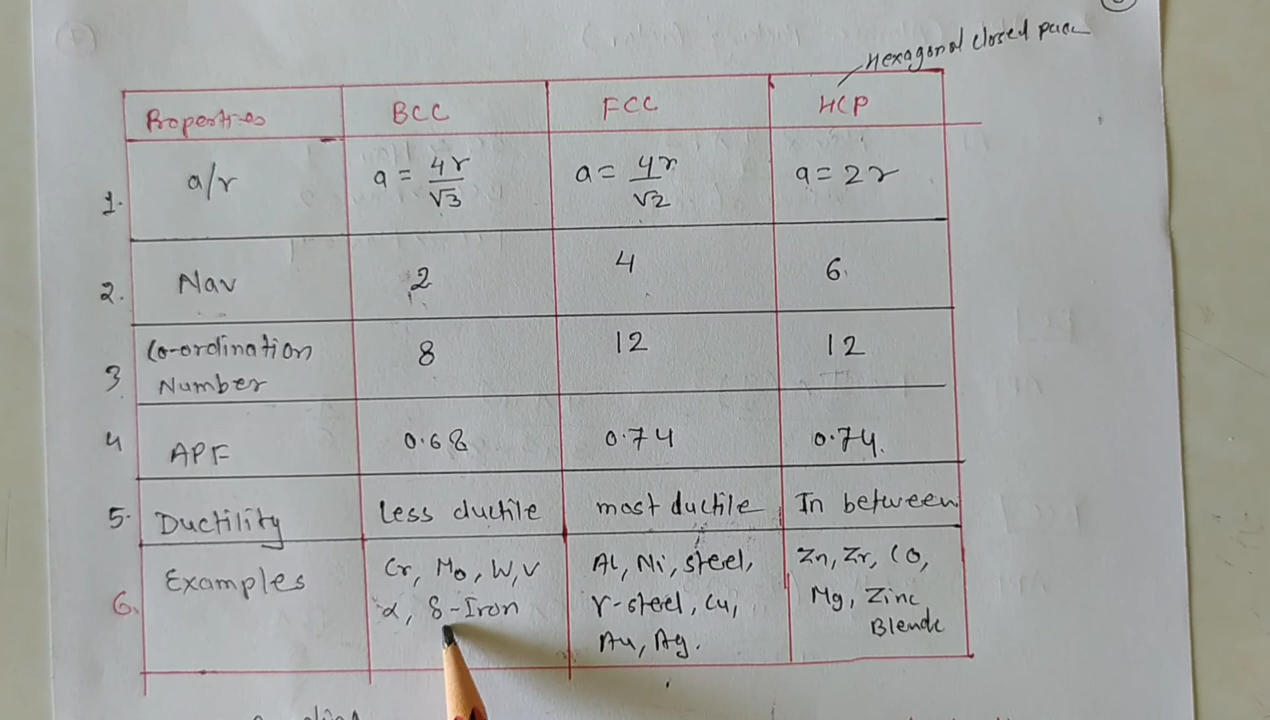 Hexagonal closed
Properties BCC FCC HCP
1. a/r a = 4r/√3 a = 4r/√2 a = 2r
2. Nav 2 4 6
3 Co-ordination Number 8 12 12
4 APF 0.68 0.74 0.74.
5. Ductility Less ductile most ductile In between
6. Examples Cr, Mo, W, V Al, Ni, steel, Zn, Zr, CO,
α, δ-Iron γ-steel, Cu, Mg, Zinc
Au, Ag. Blende